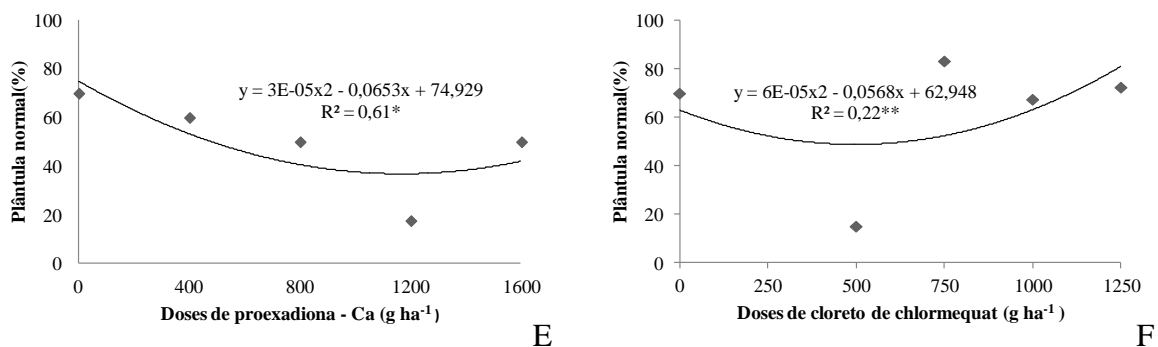 100
80
60
40
20
0
Plântula normal(%)
y = 3E-05x2 - 0,0653x + 74,929
R² = 0,61*
0 400 800 1200 1600
Doses de proexadiona - Ca (g ha⁻¹)
E
100
80
60
40
20
0
Plântula normal(%)
y = 6E-05x2 - 0,0568x + 62,948
R² = 0,22**
0 250 500 750 1000 1250
Doses de cloreto de chlormequat (g ha⁻¹ )
F